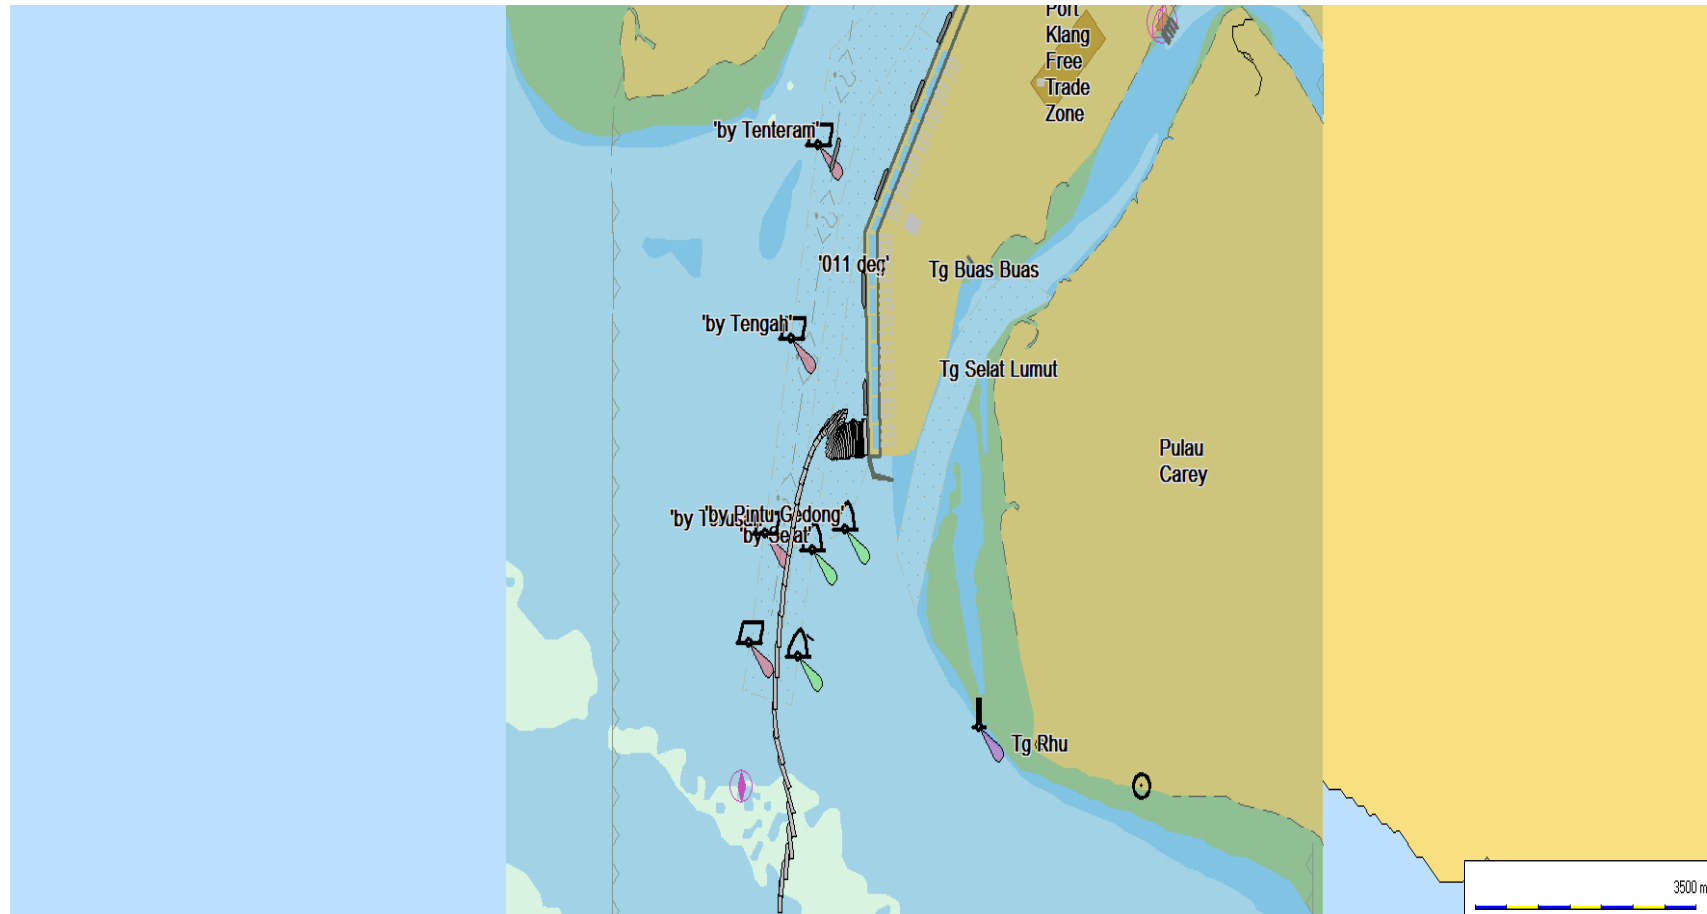 Port
Klang
Free
Trade
Zone
'by Tenteram'
'011 deg'
Tg Buas Buas
'by Tengah'
Tg Selat Lumut
Pulau
Carey
'by Pintu Gedong'
'by
'by Selat'
Tg Rhu
3500 m